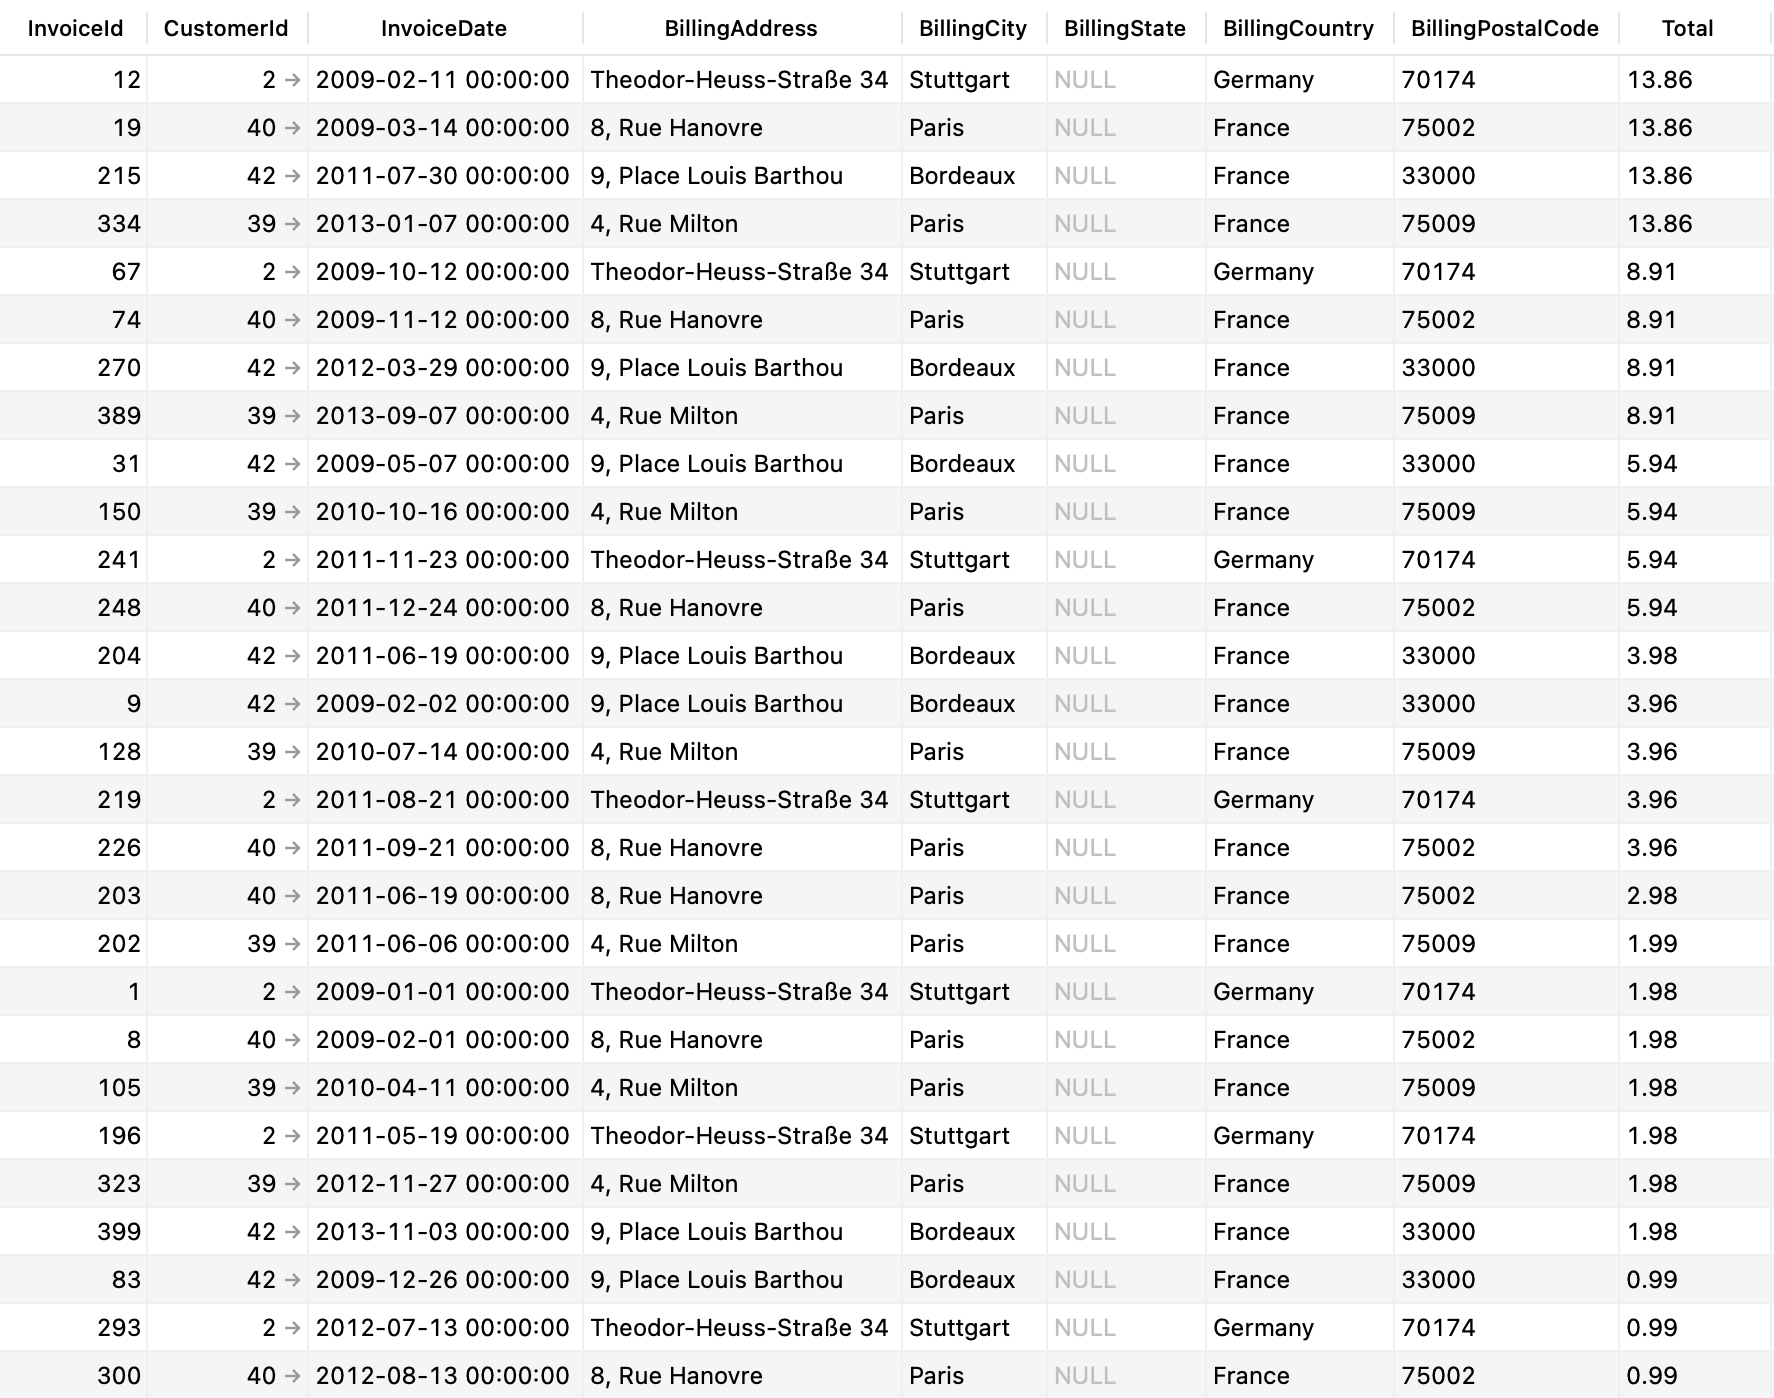 InvoiceId CustomerId InvoiceDate BillingAddress BillingCity BillingState BillingCountry BillingPostalCode Total
12 2 → 2009-02-11 00:00:00 Theodor-Heuss-Straße 34 Stuttgart NULL Germany 70174 13.86
19 40 → 2009-03-14 00:00:00 8, Rue Hanovre Paris NULL France 75002 13.86
215 42 → 2011-07-30 00:00:00 9, Place Louis Barthou Bordeaux NULL France 33000 13.86
334 39 → 2013-01-07 00:00:00 4, Rue Milton Paris NULL France 75009 13.86
67 2 → 2009-10-12 00:00:00 Theodor-Heuss-Straße 34 Stuttgart NULL Germany 70174 8.91
74 40 → 2009-11-12 00:00:00 8, Rue Hanovre Paris NULL France 75002 8.91
270 42 → 2012-03-29 00:00:00 9, Place Louis Barthou Bordeaux NULL France 33000 8.91
389 39 → 2013-09-07 00:00:00 4, Rue Milton Paris NULL France 75009 8.91
31 42 → 2009-05-07 00:00:00 9, Place Louis Barthou Bordeaux NULL France 33000 5.94
150 39 → 2010-10-16 00:00:00 4, Rue Milton Paris NULL France 75009 5.94
241 2 → 2011-11-23 00:00:00 Theodor-Heuss-Straße 34 Stuttgart NULL Germany 70174 5.94
248 40 → 2011-12-24 00:00:00 8, Rue Hanovre Paris NULL France 75002 5.94
204 42 → 2011-06-19 00:00:00 9, Place Louis Barthou Bordeaux NULL France 33000 3.98
9 42 → 2009-02-02 00:00:00 9, Place Louis Barthou Bordeaux NULL France 33000 3.96
128 39 → 2010-07-14 00:00:00 4, Rue Milton Paris NULL France 75009 3.96
219 2 → 2011-08-21 00:00:00 Theodor-Heuss-Straße 34 Stuttgart NULL Germany 70174 3.96
226 40 → 2011-09-21 00:00:00 8, Rue Hanovre Paris NULL France 75002 3.96
203 40 → 2011-06-19 00:00:00 8, Rue Hanovre Paris NULL France 75002 2.98
202 39 → 2011-06-06 00:00:00 4, Rue Milton Paris NULL France 75009 1.99
1 2 → 2009-01-01 00:00:00 Theodor-Heuss-Straße 34 Stuttgart NULL Germany 70174 1.98
8 40 → 2009-02-01 00:00:00 8, Rue Hanovre Paris NULL France 75002 1.98
105 39 → 2010-04-11 00:00:00 4, Rue Milton Paris NULL France 75009 1.98
196 2 → 2011-05-19 00:00:00 Theodor-Heuss-Straße 34 Stuttgart NULL Germany 70174 1.98
323 39 → 2012-11-27 00:00:00 4, Rue Milton Paris NULL France 75009 1.98
399 42 → 2013-11-03 00:00:00 9, Place Louis Barthou Bordeaux NULL France 33000 1.98
83 42 → 2009-12-26 00:00:00 9, Place Louis Barthou Bordeaux NULL France 33000 0.99
293 2 → 2012-07-13 00:00:00 Theodor-Heuss-Straße 34 Stuttgart NULL Germany 70174 0.99
300 40 → 2012-08-13 00:00:00 8, Rue Hanovre Paris NULL France 75002 0.99